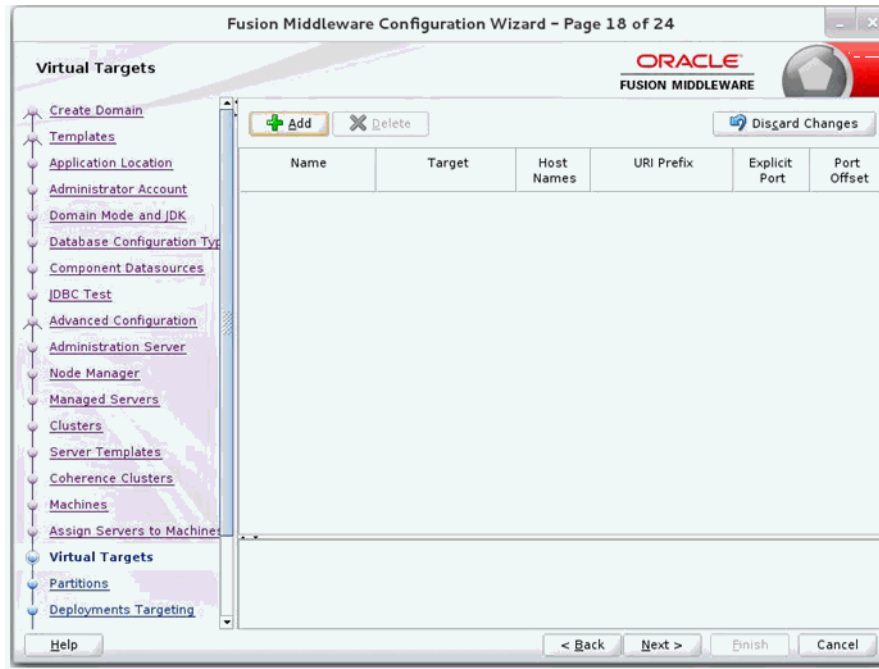 Fusion Middleware Configuration Wizard – Page 18 of 24
Virtual Targets
ORACLE
FUSION MIDDLEWARE
Create Domain
Templates
Application Location
Administrator Account
Domain Mode and JDK
Database Configuration Typ
Component Datasources
JDBC Test
Advanced Configuration
Administration Server
Node Manager
Managed Servers
Clusters
Server Templates
Coherence Clusters
Machines
Assign Servers to Machines
Virtual Targets
Partitions
Deployments Targeting
Add Delete Discard Changes
Name Target Host Names URI Prefix Explicit Port Port Offset
Help < Back Next > Finish Cancel